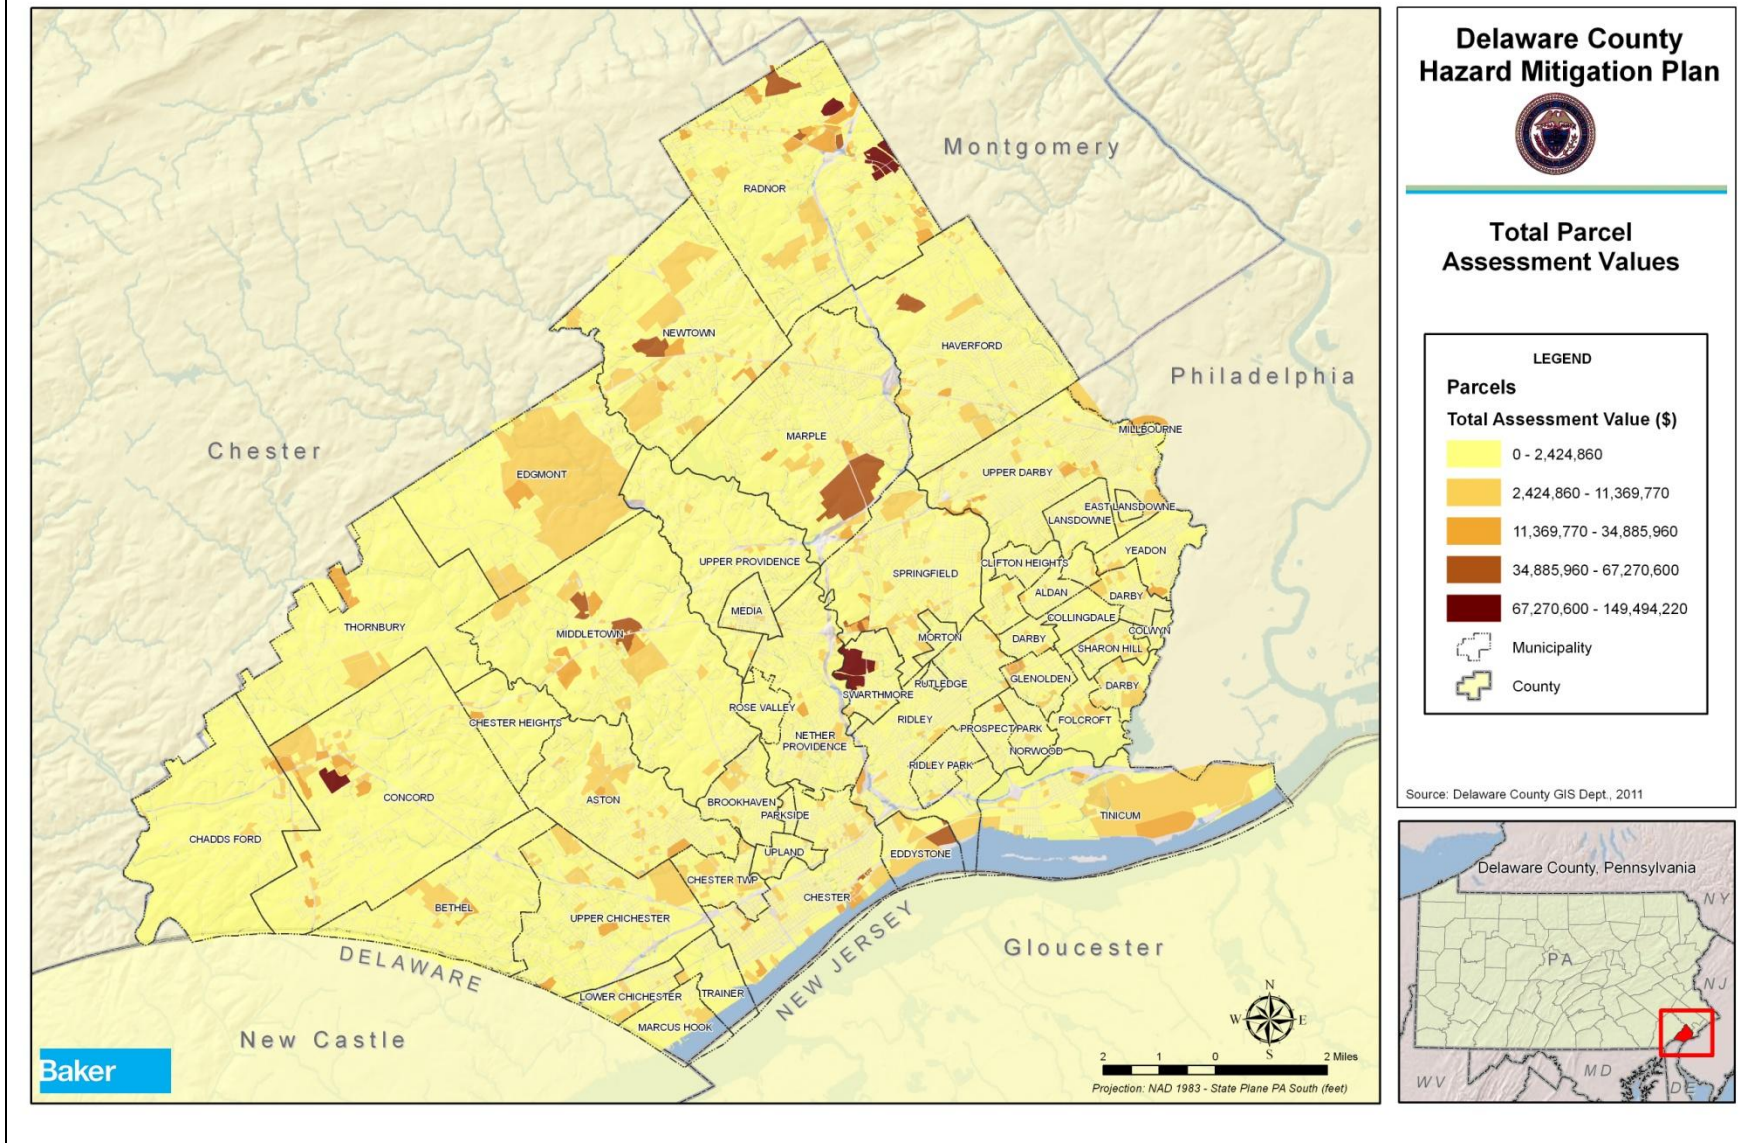 Delaware County
Hazard Mitigation Plan
Total Parcel
Assessment Values
LEGEND
Parcels
Total Assessment Value ($)
0 - 2,424,860
2,424,860 - 11,369,770
11,369,770 - 34,885,960
34,885,960 - 67,270,600
67,270,600 - 149,494,220
Municipality
County
Source: Delaware County GIS Dept., 2011
Delaware County, Pennsylvania
NY
PA
NJ
MD
WV
DE
Montgomery
Philadelphia
Chester
Gloucester
New Castle
DELAWARE
NEW JERSEY
RADNOR
NEWTOWN
HAVERFORD
MARPLE
MILLBOURNE
EDGMONT
UPPER DARBY
EAST LANSDOWNE
LANSDOWNE
YEADON
UPPER PROVIDENCE
SPRINGFIELD
CLIFTON HEIGHTS
ALDAN
DARBY
MEDIA
COLLINGDALE
THORNBURY
MIDDLETOWN
MORTON
DARBY
COLWYN
SHARON HILL
SWARTHMORE
RUTLEDGE
GLENOLDEN
DARBY
CHESTER HEIGHTS
ROSE VALLEY
RIDLEY
PROSPECT PARK
FOLCROFT
NETHER
PROVIDENCE
NORWOOD
RIDLEY PARK
CONCORD
ASTON
BROOKHAVEN
PARKSIDE
TINICUM
CHADDS FORD
UPLAND
EDDYSTONE
CHESTER TWP
CHESTER
BETHEL
UPPER CHICHESTER
LOWER CHICHESTER
TRAINER
MARCUS HOOK
N
W
E
S
2 1 0 2 Miles
Projection: NAD 1983 - State Plane PA South (feet)
Baker